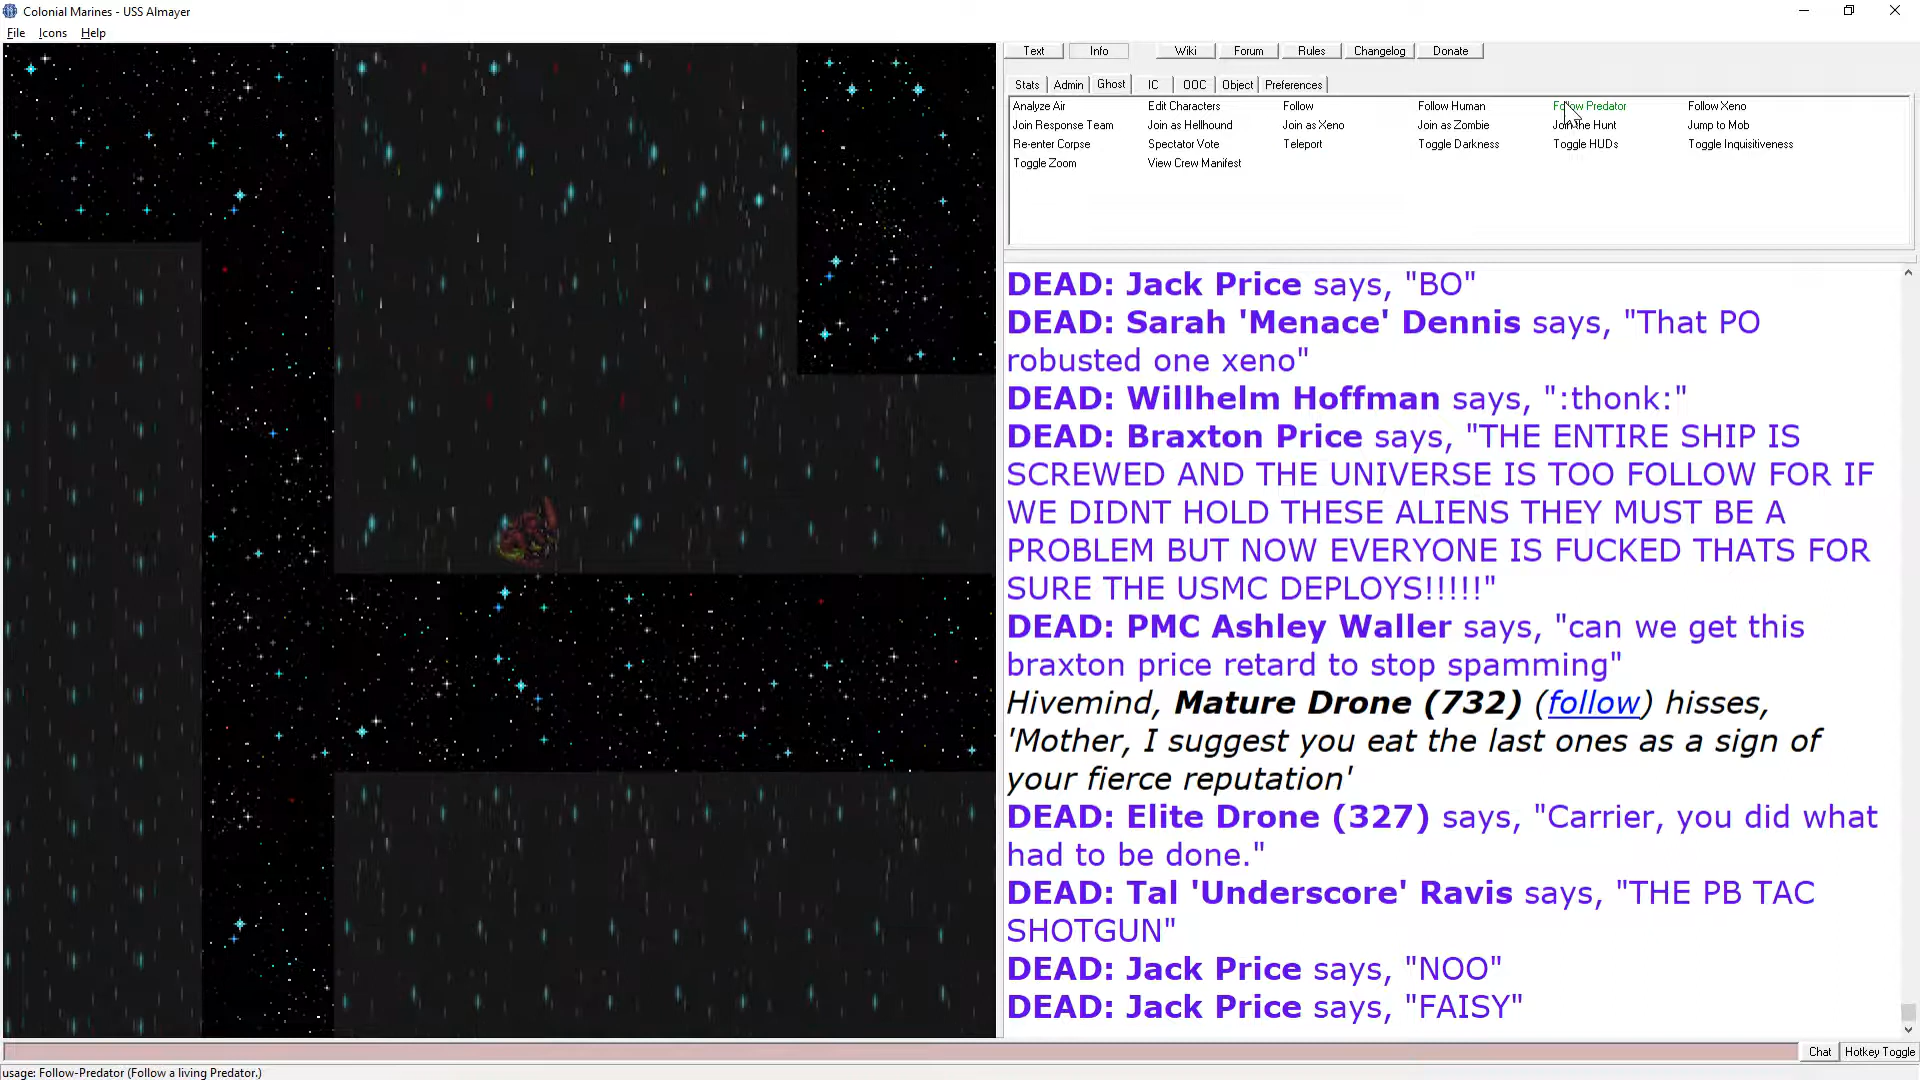 Colonial Marines - USS Almayer
File Icons Help
Text Info Wiki Forum Rules Changelog Donate
Stats Admin Ghost IC OOC Object Preferences
Analyze Air Edit Characters Follow Follow Human Follow Predator Follow Xeno
Join Response Team Join as Hellhound Join as Xeno Join as Zombie Join the Hunt Jump to Mob
Re-enter Corpse Spectator Vote Teleport Toggle Darkness Toggle HUDs Toggle Inquisitiveness
Toggle Zoom View Crew Manifest
DEAD: Jack Price says, "BO"
DEAD: Sarah 'Menace' Dennis says, "That PO
robusted one xeno"
DEAD: Willhelm Hoffman says, ":thonk:"
DEAD: Braxton Price says, "THE ENTIRE SHIP IS
SCREWED AND THE UNIVERSE IS TOO FOLLOW FOR IF
WE DIDNT HOLD THESE ALIENS THEY MUST BE A
PROBLEM BUT NOW EVERYONE IS FUCKED THATS FOR
SURE THE USMC DEPLOYS!!!!!"
DEAD: PMC Ashley Waller says, "can we get this
braxton price retard to stop spamming"
Hivemind, Mature Drone (732) (follow) hisses,
'Mother, I suggest you eat the last ones as a sign of
your fierce reputation'
DEAD: Elite Drone (327) says, "Carrier, you did what
had to be done."
DEAD: Tal 'Underscore' Ravis says, "THE PB TAC
SHOTGUN"
DEAD: Jack Price says, "NOO"
DEAD: Jack Price says, "FAISY"
Chat Hotkey Toggle
usage: Follow-Predator (Follow a living Predator.)